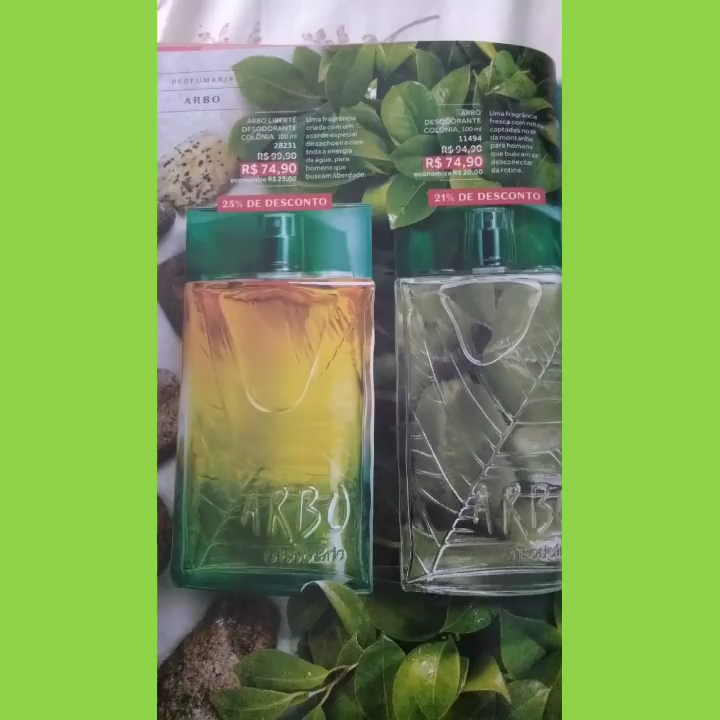 PERFUMARIA
ARBO
ARBO LIBERTÉ
DESODORANTE
COLÔNIA, 100 ml
28231
R$ 99,90
R$ 74,90
economize R$ 25,00
Uma fragrância
criada com um
acorde especial
de cachoeira com
toda a energia
da água, para
homens que
buscam liberdade.
25% DE DESCONTO
ARBO
DESODORANTE
COLÔNIA, 100 ml
11494
R$ 94,90
R$ 74,90
economize R$ 20,00
Uma fragrância
fresca com notas
captadas no ar
da montanha
para homens
que buscam se
desconectar
da rotina.
21% DE DESCONTO
ARBO
o Boticário
ARB